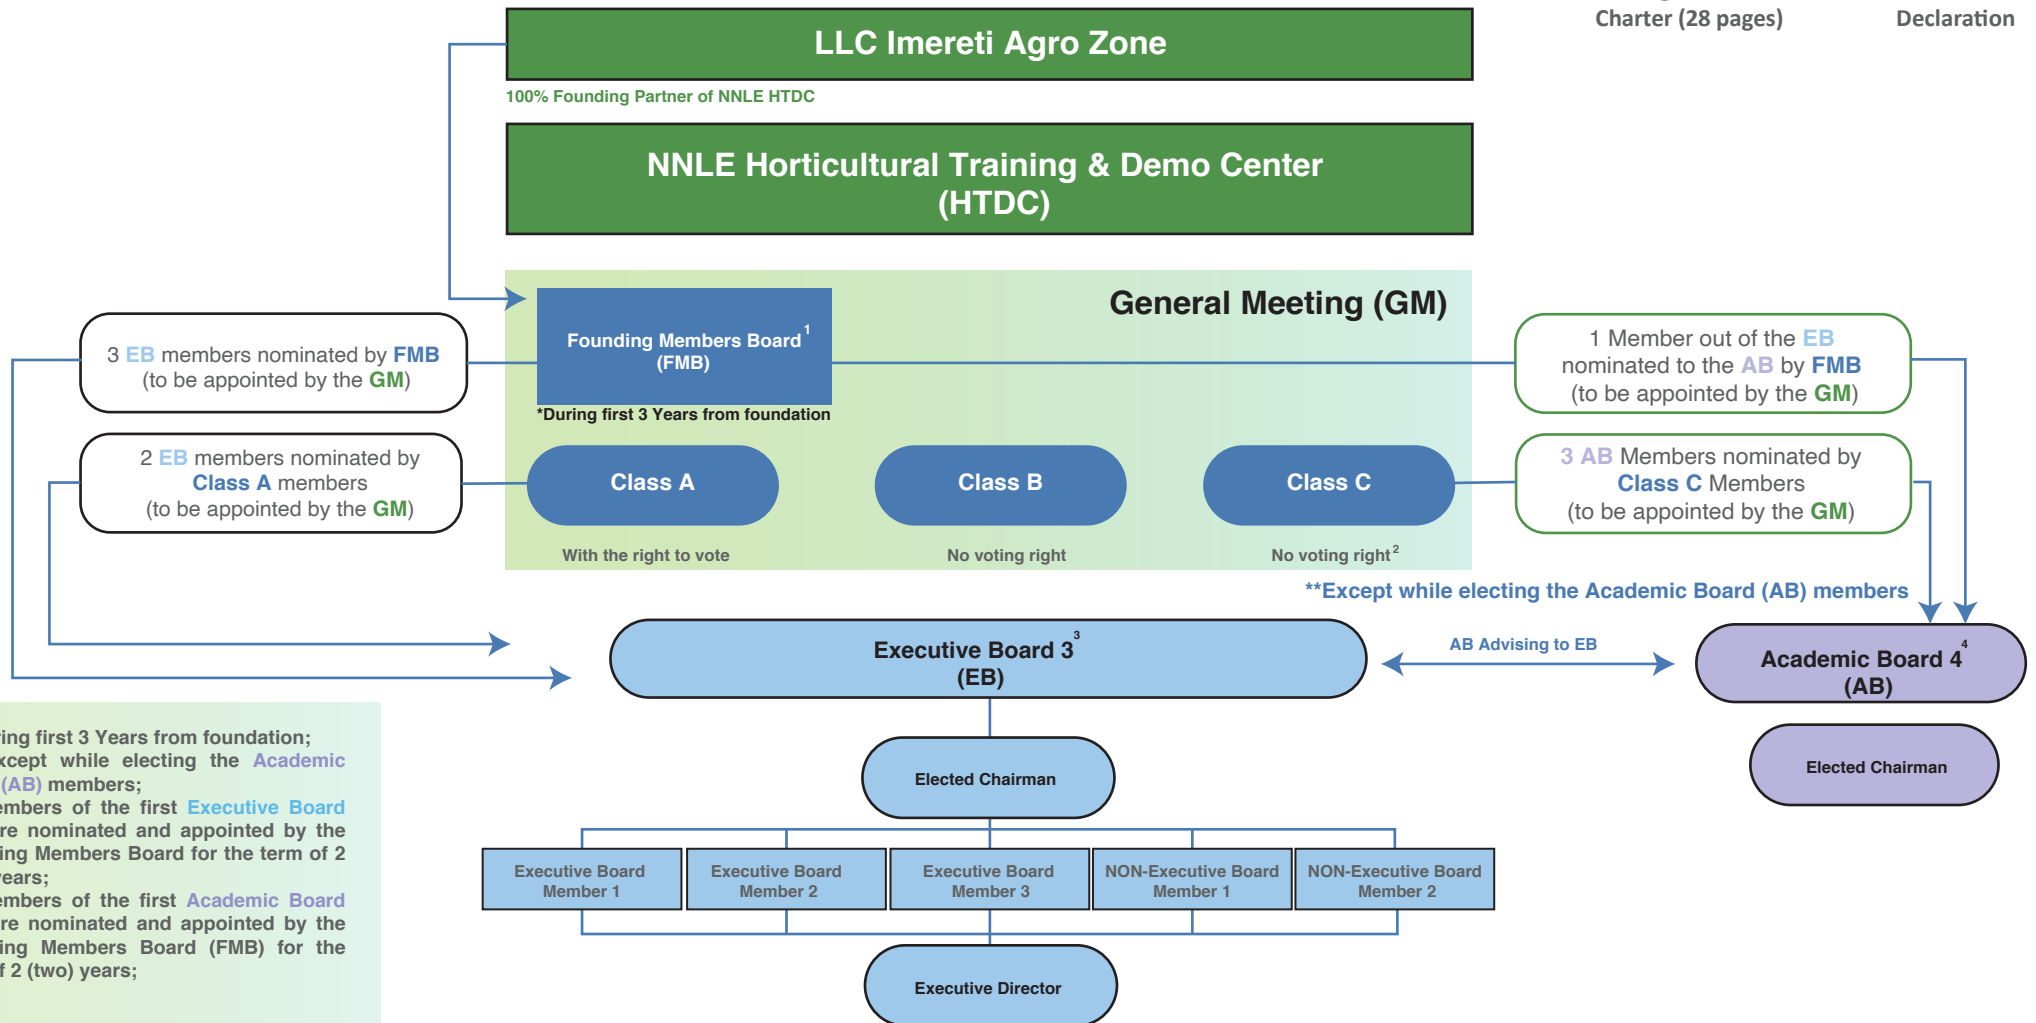 Charter (28 pages)
Declaration
LLC Imereti Agro Zone
100% Founding Partner of NNLE HTDC
NNLE Horticultural Training & Demo Center
(HTDC)
General Meeting (GM)
Founding Members Board 1
(FMB)
*During first 3 Years from foundation
3 EB members nominated by FMB
(to be appointed by the GM)
1 Member out of the EB
nominated to the AB by FMB
(to be appointed by the GM)
2 EB members nominated by
Class A members
(to be appointed by the GM)
Class A
Class B
Class C
3 AB Members nominated by
Class C Members
(to be appointed by the GM)
With the right to vote
No voting right
No voting right 2
**Except while electing the Academic Board (AB) members
Executive Board 3 3
(EB)
AB Advising to EB
Academic Board 4 4
(AB)
Elected Chairman
Elected Chairman
Executive Board
Member 1
Executive Board
Member 2
Executive Board
Member 3
NON-Executive Board
Member 1
NON-Executive Board
Member 2
Executive Director
first 3 Years from foundation;
while electing the Academic
(AB) members;
of the first Executive Board
nominated and appointed by the
Members Board for the term of 2
years;
of the first Academic Board
nominated and appointed by the
Members Board (FMB) for the
2 (two) years;